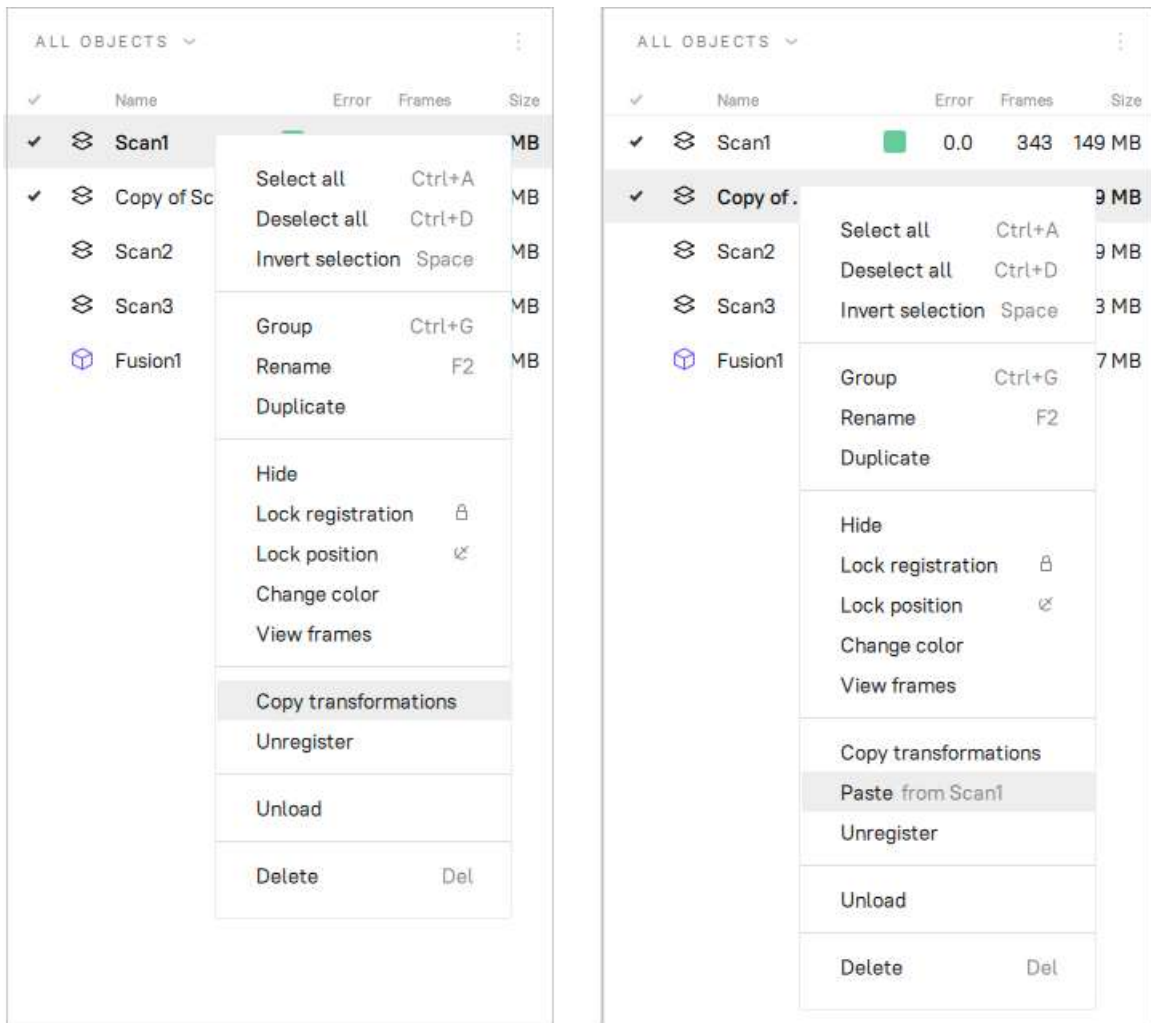 ALL OBJECTS
Name Error Frames Size
Scan1 MB
Select all Ctrl+A
Copy of Sc MB
Deselect all Ctrl+D
Scan2 MB
Invert selection Space
Scan3 MB
Group Ctrl+G
Fusion1 MB
Rename F2
Duplicate
Hide
Lock registration
Lock position
Change color
View frames
Copy transformations
Unregister
Unload
Delete Del
ALL OBJECTS
Name Error Frames Size
Scan1 0.0 343 149 MB
Copy of . 9 MB
Select all Ctrl+A
Scan2 9 MB
Deselect all Ctrl+D
Scan3 3 MB
Invert selection Space
Fusion1 7 MB
Group Ctrl+G
Rename F2
Duplicate
Hide
Lock registration
Lock position
Change color
View frames
Copy transformations
Paste from Scan1
Unregister
Unload
Delete Del